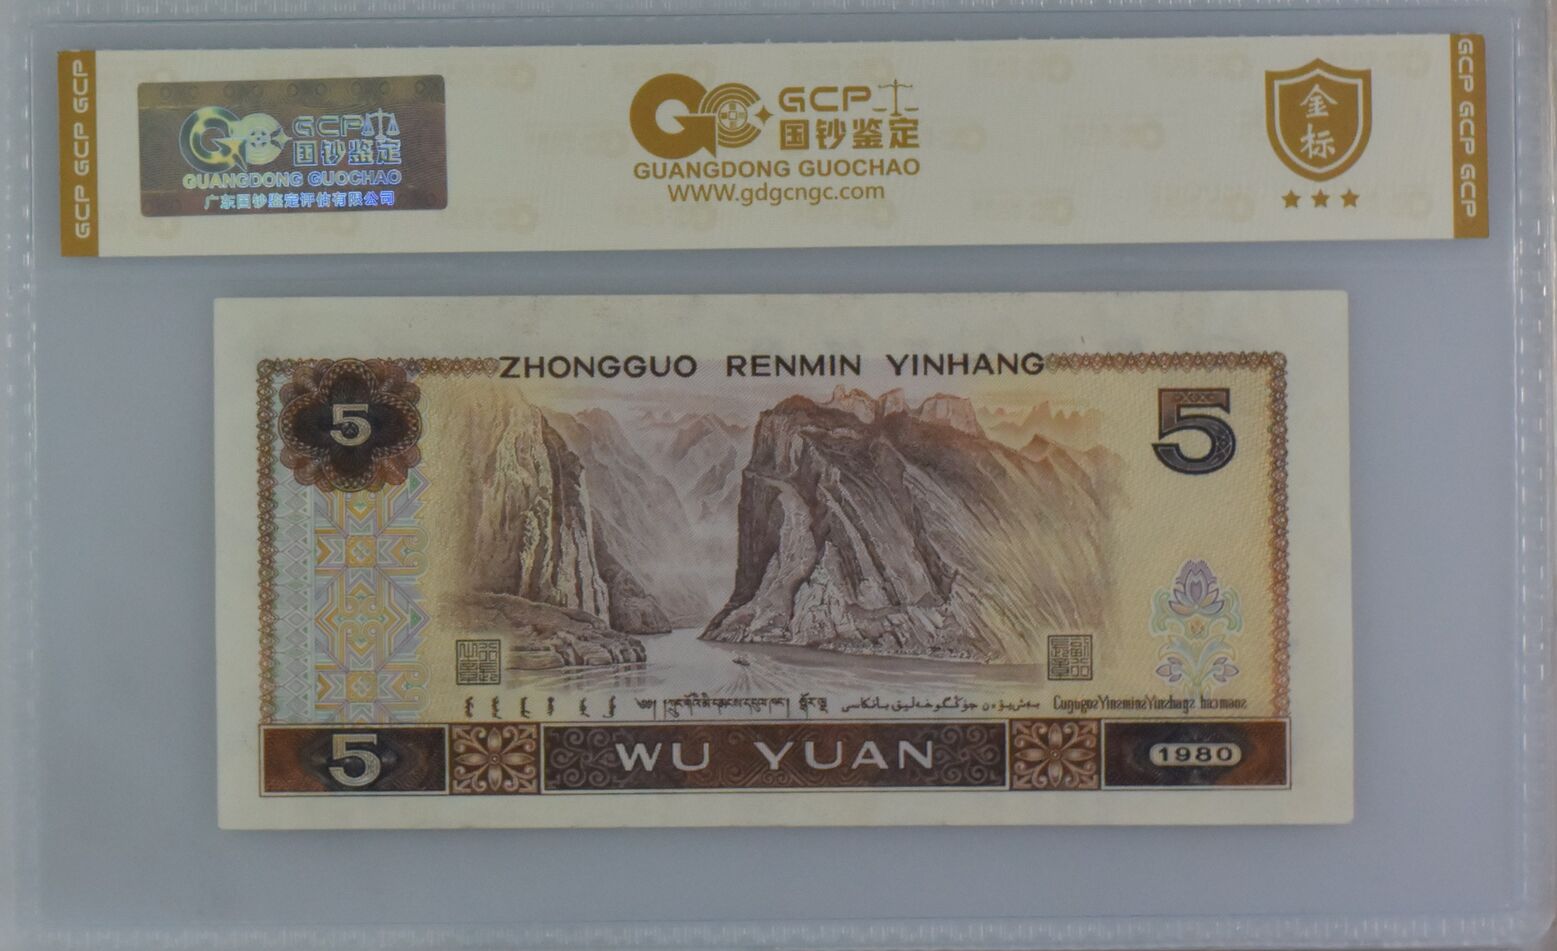 GCP GCP GCP
GCP
国钞鉴定
GUANGDONG GUOCHAO
广东国钞鉴定评估有限公司
GCP
国钞鉴定
GUANGDONG GUOCHAO
WWW.gdgcngc.com
金
标
GCP GCP GCP
ZHONGGUO RENMIN YINHANG
5
5
5
WU YUAN
1980